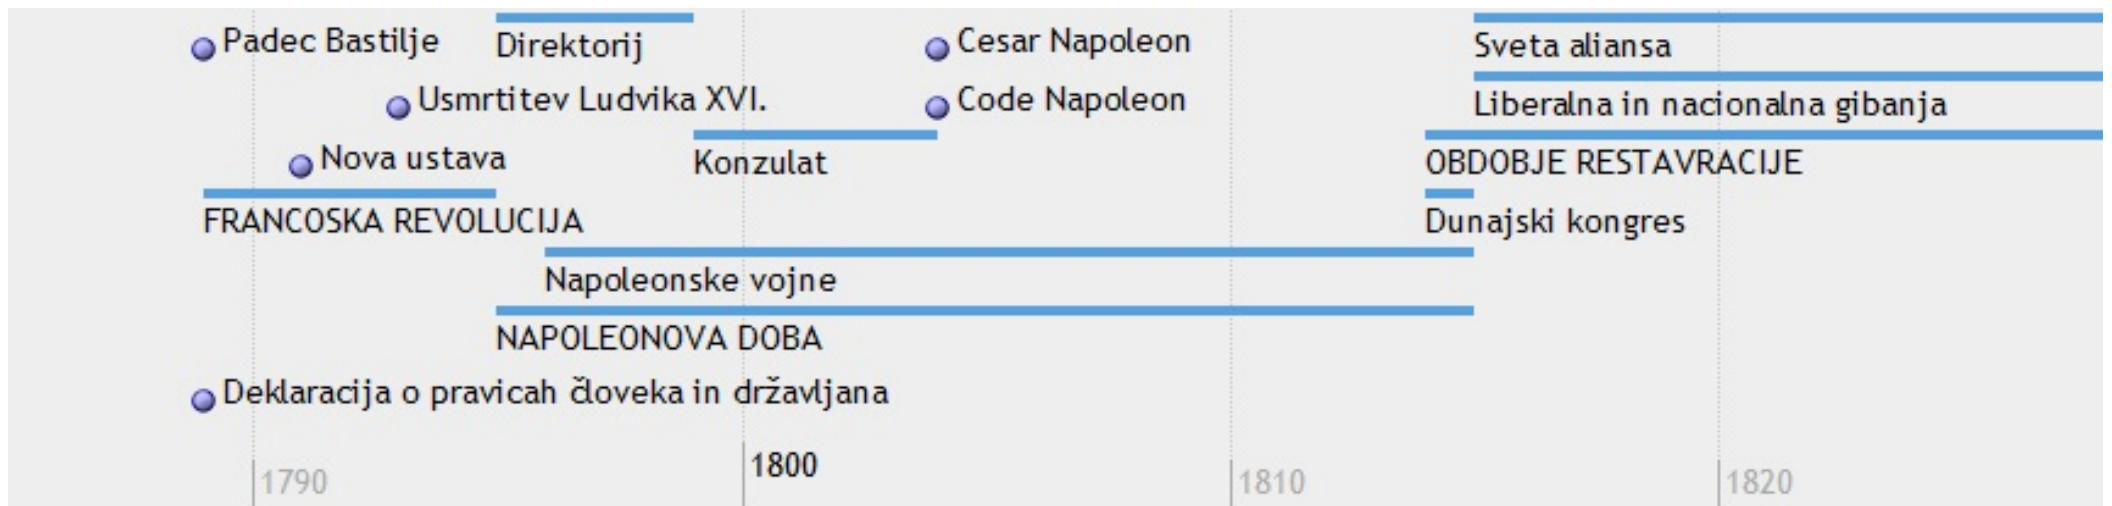 Padec Bastilje
Direktorij
Cesar Napoleon
Sveta aliansa
Usmrtitev Ludvika XVI.
Code Napoleon
Liberalna in nacionalna gibanja
Nova ustava
Konzulat
OBDOBJE RESTAVRACIJE
FRANCOSKA REVOLUCIJA
Dunajski kongres
Napoleonske vojne
NAPOLEONOVA DOBA
Deklaracija o pravicah človeka in državljana
1790
1800
1810
1820